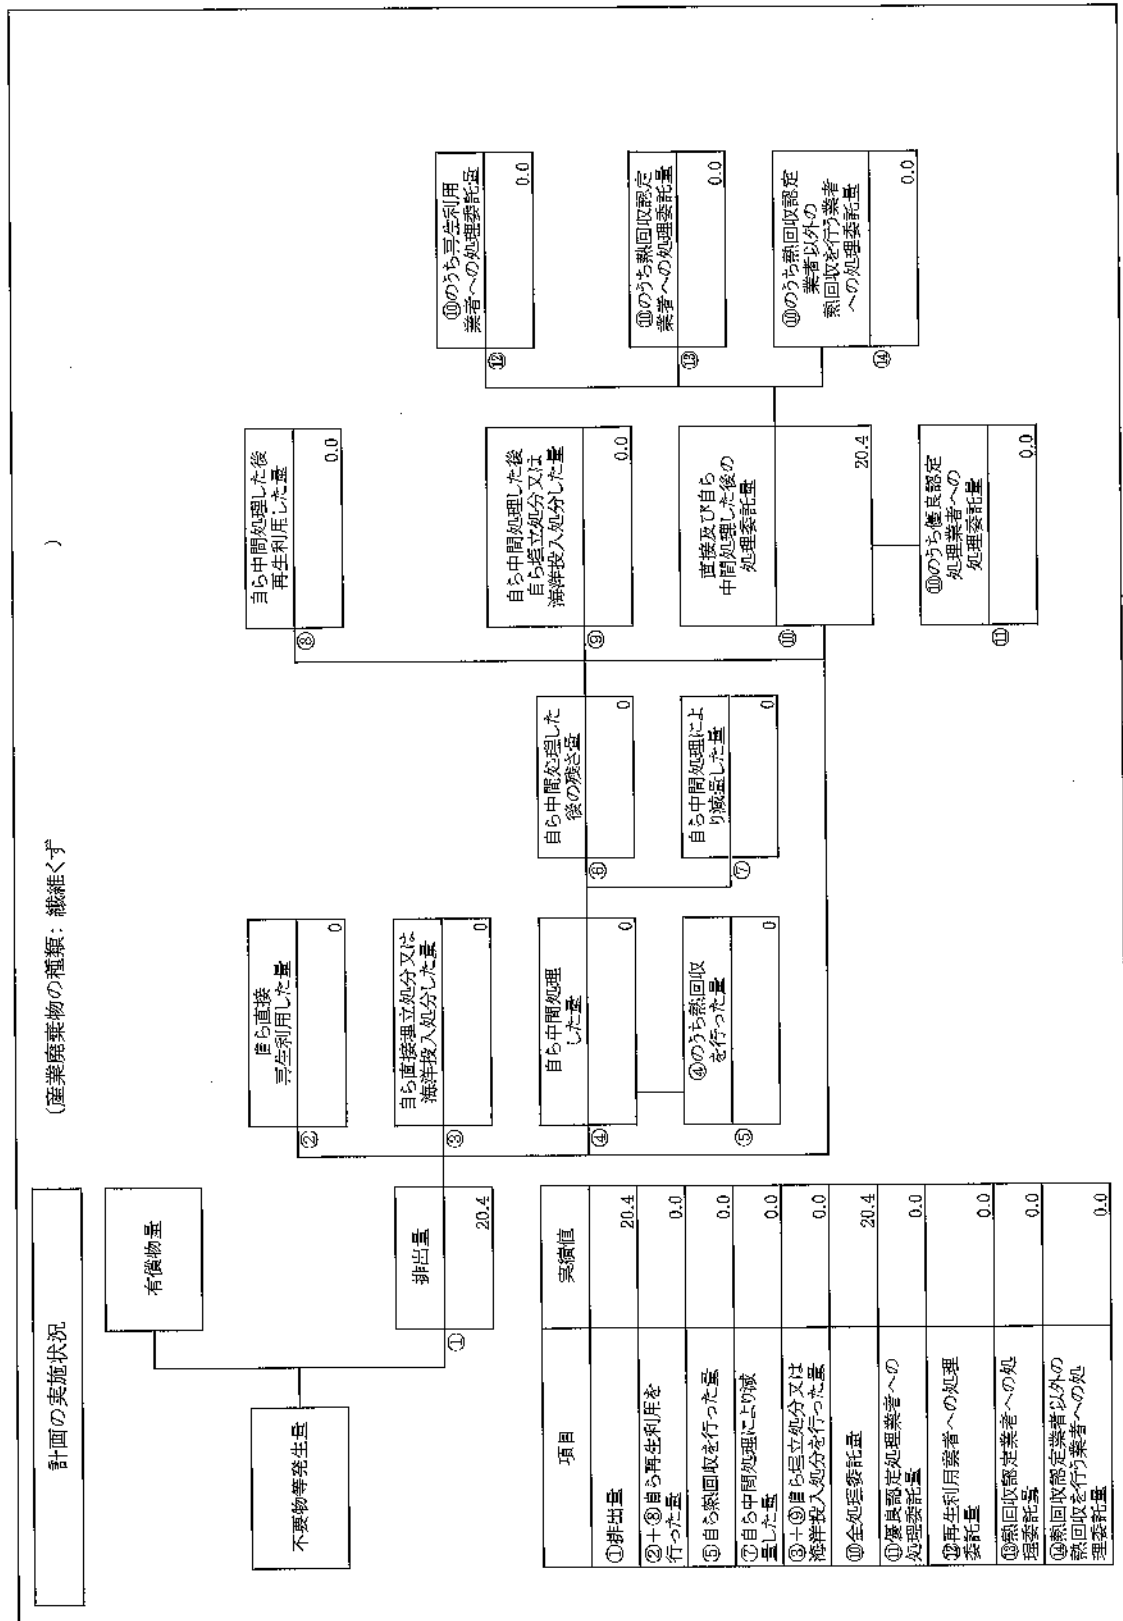 計画の実施状況
(産業廃棄物の種類: 繊維くず
)
不要物等発生量
有償物量
①
排出量
20.4
②
自ら直接
再生利用した量
0
③
自ら直接埋立処分又は
海洋投入処分した量
0
④
自ら中間処理
した量
0
⑤
④のうち熱回収
を行った量
0
⑥
自ら中間処理した
後の残さ量
0
⑦
自ら中間処理によ
り減量した量
0
⑧
自ら中間処理した後
再生利用した量
0.0
⑨
自ら中間処理した後
自ら埋立処分又は
海洋投入処分した量
0.0
⑩
直接及び自ら
中間処理した後の
処理委託量
20.4
⑪
⑩のうち優良認定
処理業者への
処理委託量
0.0
⑫
⑩のうち再生利用
業者への処理委託量
0.0
⑬
⑩のうち熱回収認定
業者への処理委託量
0.0
⑭
⑩のうち熱回収認定
業者以外の
熱回収を行う業者
への処理委託量
0.0
項目
実績値
①排出量
20.4
②+⑧自ら再生利用を
行った量
0.0
⑤自ら熱回収を行った量
0.0
⑦自ら中間処理により減
量した量
0.0
③+⑨自ら埋立処分又は
海洋投入処分を行った量
0.0
⑩全処理委託量
20.4
⑪優良認定処理業者への
処理委託量
0.0
⑫再生利用業者への処理
委託量
0.0
⑬熱回収認定業者への処
理委託量
0.0
⑭熱回収認定業者以外の
熱回収を行う業者への処
理委託量
0.0